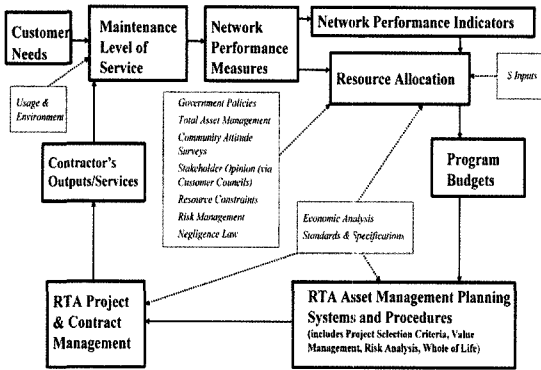 Customer
Needs
Maintenance
Level of
Service
Network
Performance
Measures
Network Performance Indicators
Resource Allocation
$ Inputs
Usage &
Environment
Government Policies
Total Asset Management
Community Attitude
Surveys
Stakeholder Opinion (via
Customer Councils)
Resource Constraints
Risk Management
Negligence Law
Contractor's
Outputs/Services
Program
Budgets
Economic Analysis
Standards & Specifications
RTA Project
& Contract
Management
RTA Asset Management Planning
Systems and Procedures
(includes Project Selection Criteria, Value
Management, Risk Analysis, Whole of Life)